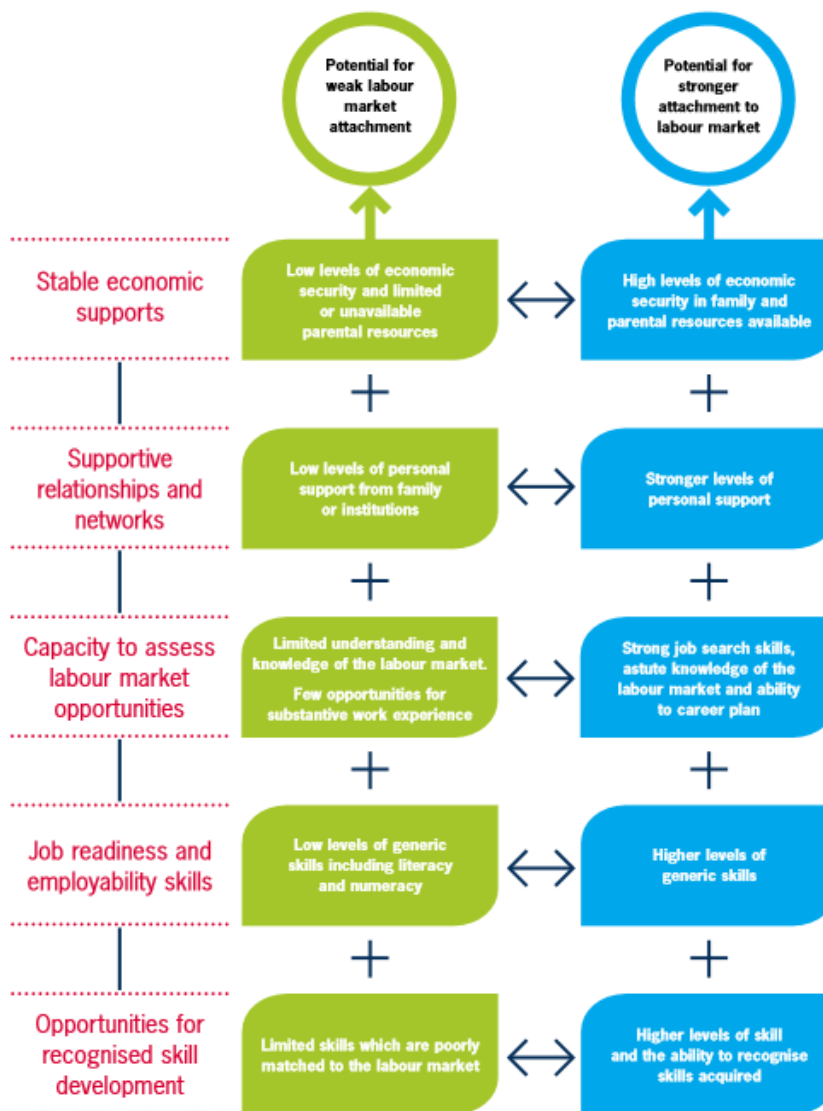 Potential for
weak labour
market
attachment
Potential for
stronger
attachment to
labour market
Stable economic
supports
Low levels of economic
security and limited
or unavailable
parental resources
High levels of economic
security in family and
parental resources available
Supportive
relationships and
networks
Low levels of personal
support from family
or institutions
Stronger levels of
personal support
Capacity to assess
labour market
opportunities
Limited understanding and
knowledge of the labour market.
Few opportunities for
substantive work experience
Strong job search skills,
astute knowledge of the
labour market and ability
to career plan
Job readiness and
employability skills
Low levels of generic
skills including literacy
and numeracy
Higher levels of
generic skills
Opportunities for
recognised skill
development
Limited skills which are poorly
matched to the labour market
Higher levels of skill
and the ability to recognise
skills acquired